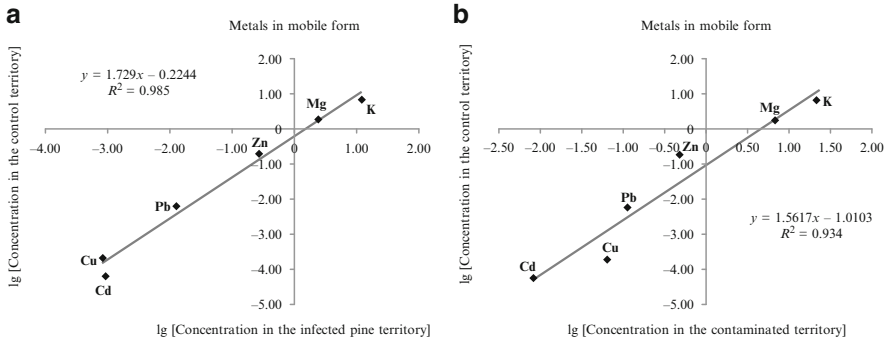 a
Metals in mobile form
lg [Concentration in the control territory]
y = 1.729x – 0.2244
R² = 0.985
2.00
1.00
0
–1.00
–2.00
–3.00
–4.00
–5.00
–4.00 –3.00 –2.00 –1.00 0 1.00 2.00
Mg
K
Zn
Pb
Cu
Cd
lg [Concentration in the infected pine territory]
b
Metals in mobile form
lg [Concentration in the control territory]
2.00
1.00
0.00
–1.00
–2.00
–3.00
–4.00
–5.00
–2.50 –2.00 –1.50 –1.00 –0.50 0 0.50 1.00 1.50 2.00
Mg
K
Zn
Pb
Cu
Cd
y = 1.5617x – 1.0103
R² = 0.934
lg [Concentration in the contaminated territory]